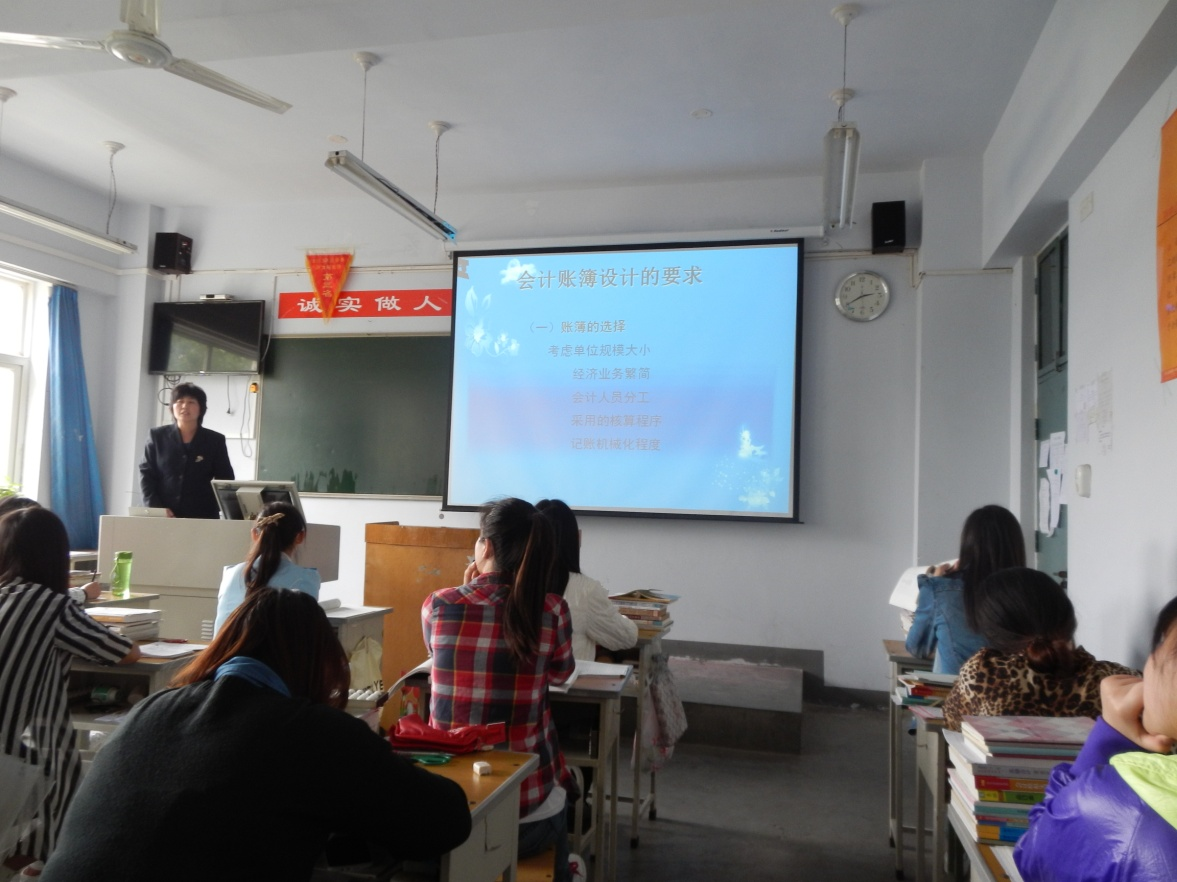 诚实做人
会计账簿设计的要求
（一）账簿的选择
考虑单位规模大小
经济业务繁简
会计人员分工
采用的核算程序
记账机械化程度